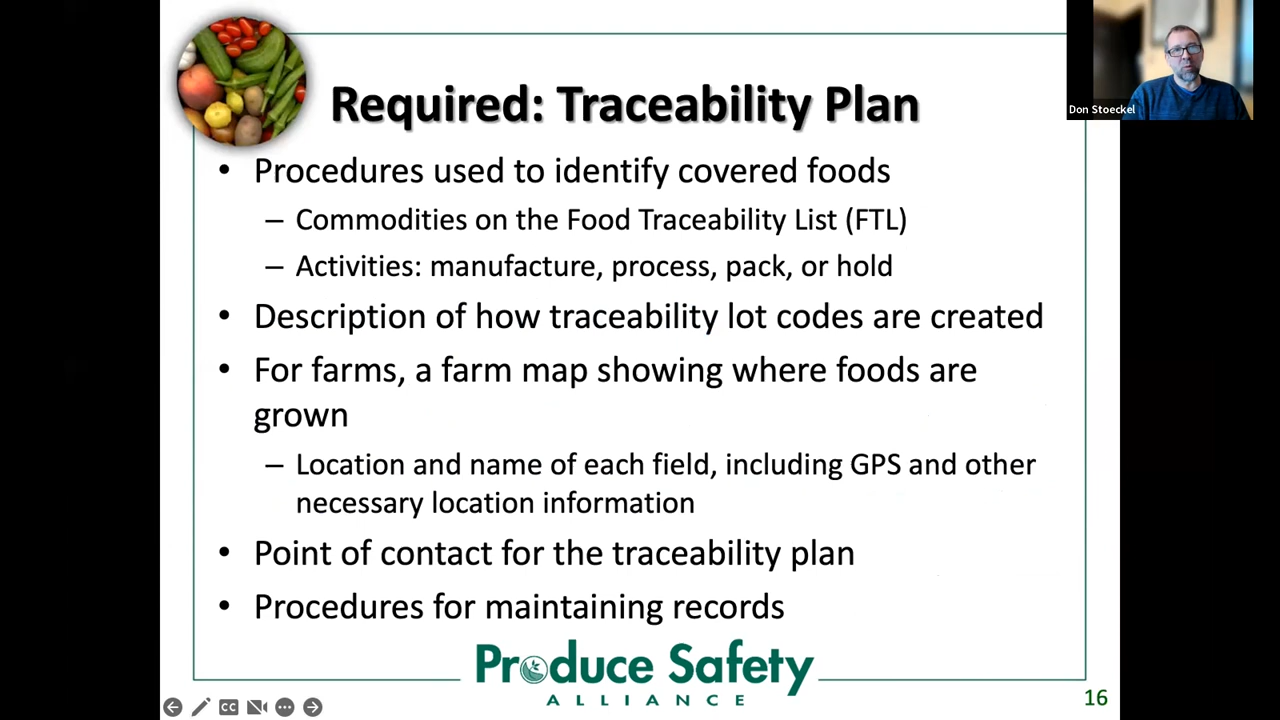 Required: Traceability Plan
Don Stoeckel
• Procedures used to identify covered foods
– Commodities on the Food Traceability List (FTL)
– Activities: manufacture, process, pack, or hold
• Description of how traceability lot codes are created
• For farms, a farm map showing where foods are
grown
– Location and name of each field, including GPS and other
necessary location information
• Point of contact for the traceability plan
• Procedures for maintaining records
Produce Safety
ALLIANCE
CC
16